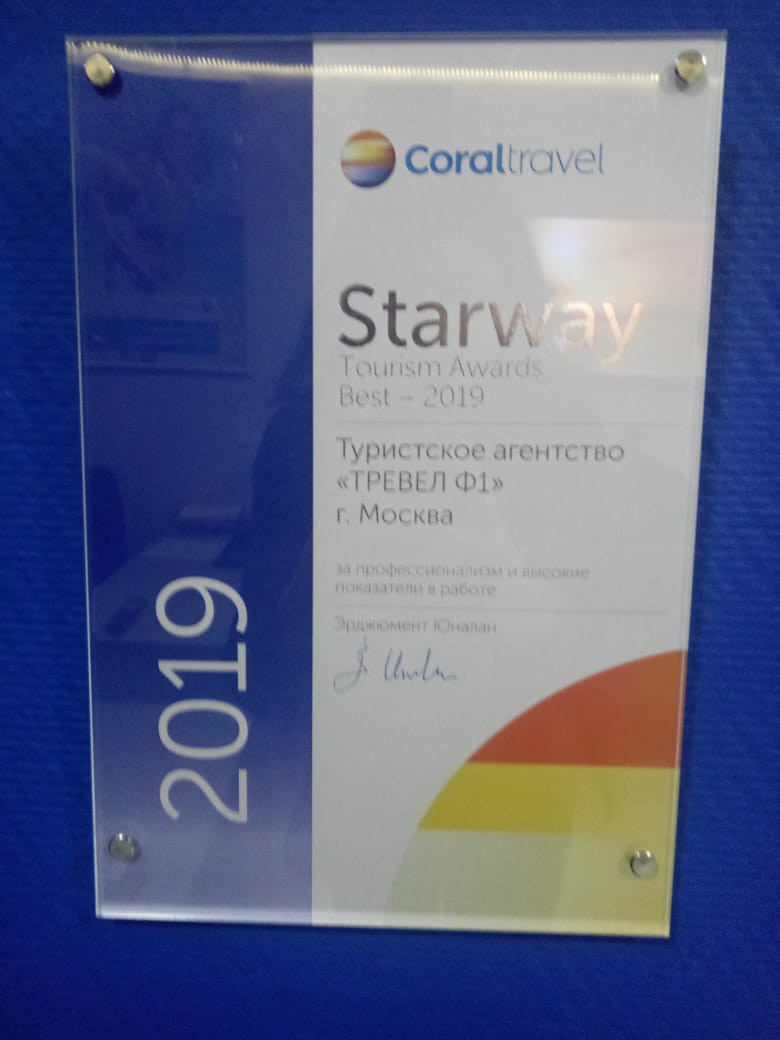 Coraltravel
Starway
Tourism Awards
Best – 2019
Туристское агентство
«ТРЕВЕЛ Ф1»
г. Москва
за профессионализм и высокие
показатели в работе
Эрджюмент Юналан
2019